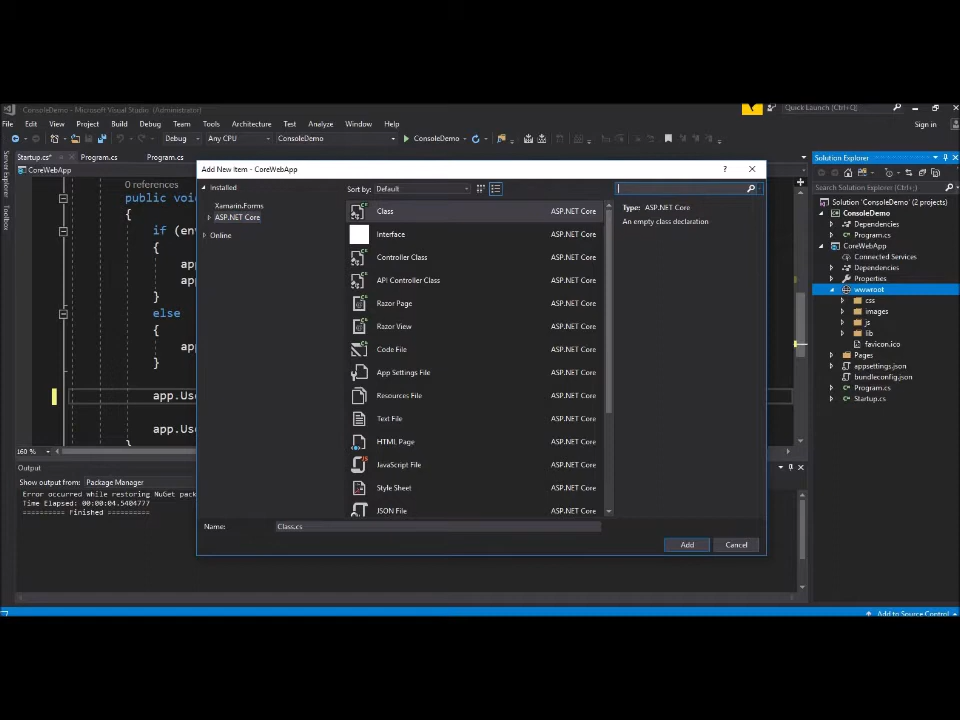 ConsoleDemo - Microsoft Visual Studio (Administrator)
Quick Launch (Ctrl+Q)
File Edit View Project Build Debug Team Tools Architecture Test Analyze Window Help
Sign in
Debug Any CPU ConsoleDemo ConsoleDemo
Server Explorer
Toolbox
Startup.cs* Program.cs Program.cs
CoreWebApp
0 references
public voi
{
if (en
{
ap
ap
}
else
{
ap
}
app.Us
app.Us
}
160 %
Output
Show output from: Package Manager
Error occurred while restoring NuGet pack
Time Elapsed: 00:00:04.5404777
========== Finished ==========
Add New Item - CoreWebApp
?
Installed
Xamarin.Forms
ASP.NET Core
Online
Sort by: Default
Class ASP.NET Core
Interface ASP.NET Core
Controller Class ASP.NET Core
API Controller Class ASP.NET Core
Razor Page ASP.NET Core
Razor View ASP.NET Core
Code File ASP.NET Core
App Settings File ASP.NET Core
Resources File ASP.NET Core
Text File ASP.NET Core
HTML Page ASP.NET Core
JavaScript File ASP.NET Core
Style Sheet ASP.NET Core
JSON File ASP.NET Core
Type: ASP.NET Core
An empty class declaration
Name: Class.cs
Add Cancel
Solution Explorer
Search Solution Explorer (Ctrl+;)
Solution 'ConsoleDemo' (2 projects)
ConsoleDemo
Dependencies
Program.cs
CoreWebApp
Connected Services
Dependencies
Properties
wwwroot
css
images
js
lib
favicon.ico
Pages
appsettings.json
bundleconfig.json
Program.cs
Startup.cs
Add to Source Control